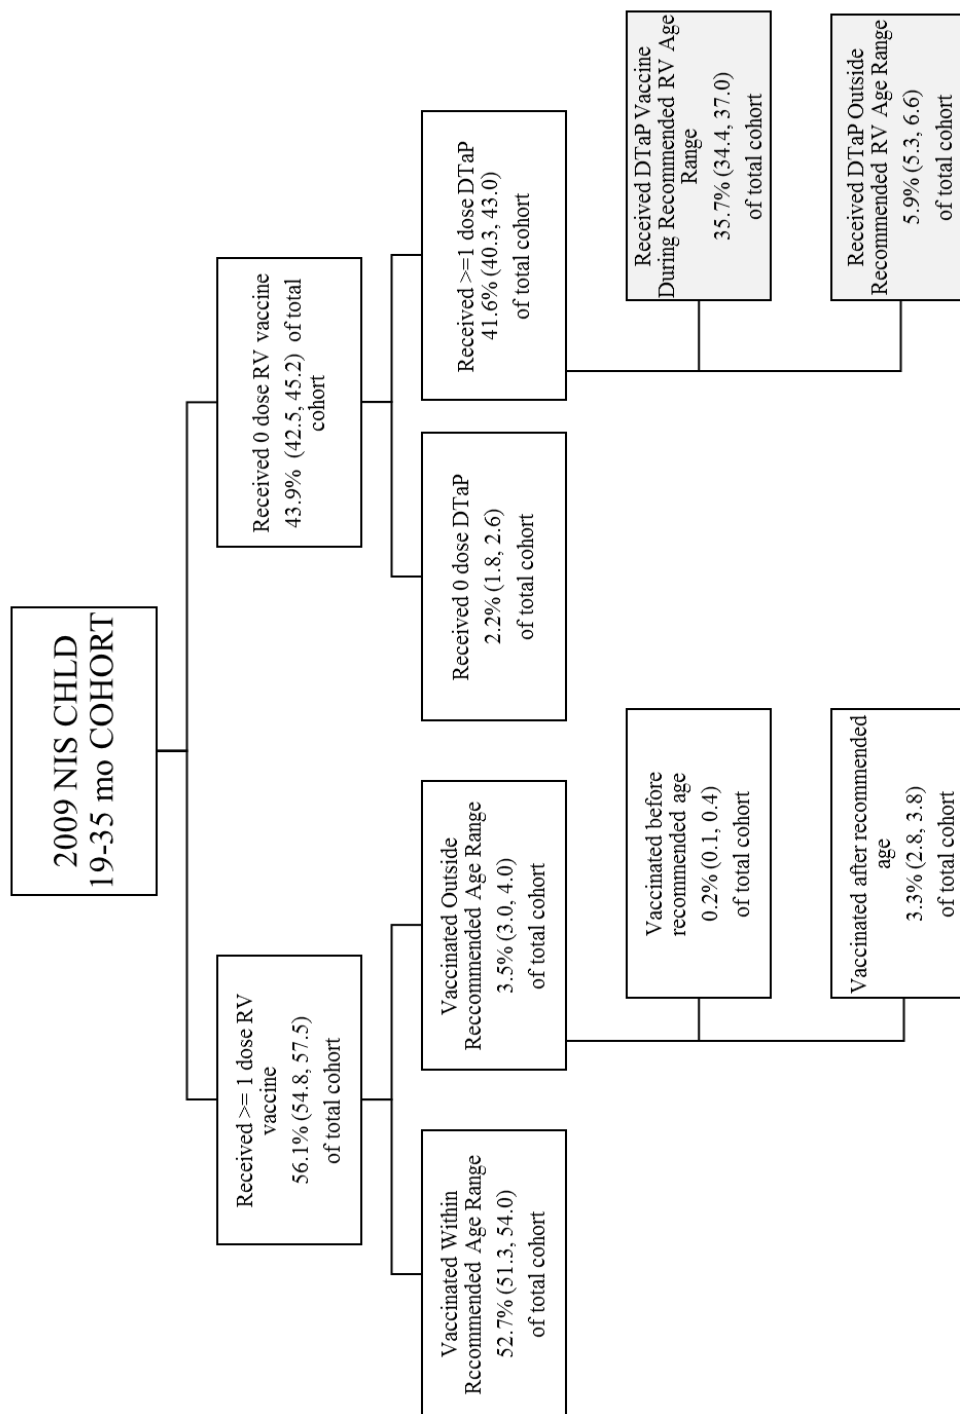 2009 NIS CHLD
19-35 mo COHORT
Received >= 1 dose RV
vaccine
56.1% (54.8, 57.5)
of total cohort
Received 0 dose RV vaccine
43.9% (42.5, 45.2) of total
cohort
Vaccinated Within
Rccommended Age Range
52.7% (51.3, 54.0)
of total cohort
Vaccinated Outside
Reccommended Age Range
3.5% (3.0, 4.0)
of total cohort
Received 0 dose DTaP
2.2% (1.8, 2.6)
of total cohort
Received >=1 dose DTaP
41.6% (40.3, 43.0)
of total cohort
Vaccinated before
recommended age
0.2% (0.1, 0.4)
of total cohort
Received DTaP Vaccine
During Recommended RV Age
Range
35.7% (34.4, 37.0)
of total cohort
Vaccinated after recommended
age
3.3% (2.8, 3.8)
of total cohort
Received DTaP Outside
Recommended RV Age Range
5.9% (5.3, 6.6)
of total cohort